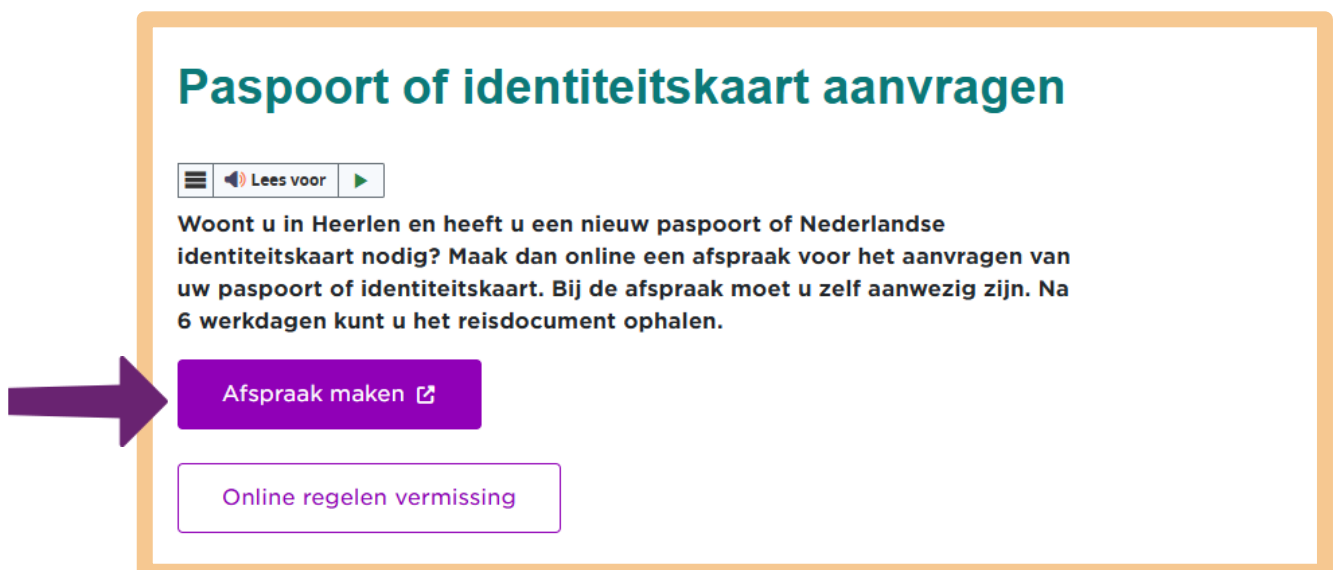 Paspoort of identiteitskaart aanvragen
Lees voor
Woont u in Heerlen en heeft u een nieuw paspoort of Nederlandse
identiteitskaart nodig? Maak dan online een afspraak voor het aanvragen van
uw paspoort of identiteitskaart. Bij de afspraak moet u zelf aanwezig zijn. Na
6 werkdagen kunt u het reisdocument ophalen.
Afspraak maken
Online regelen vermissing